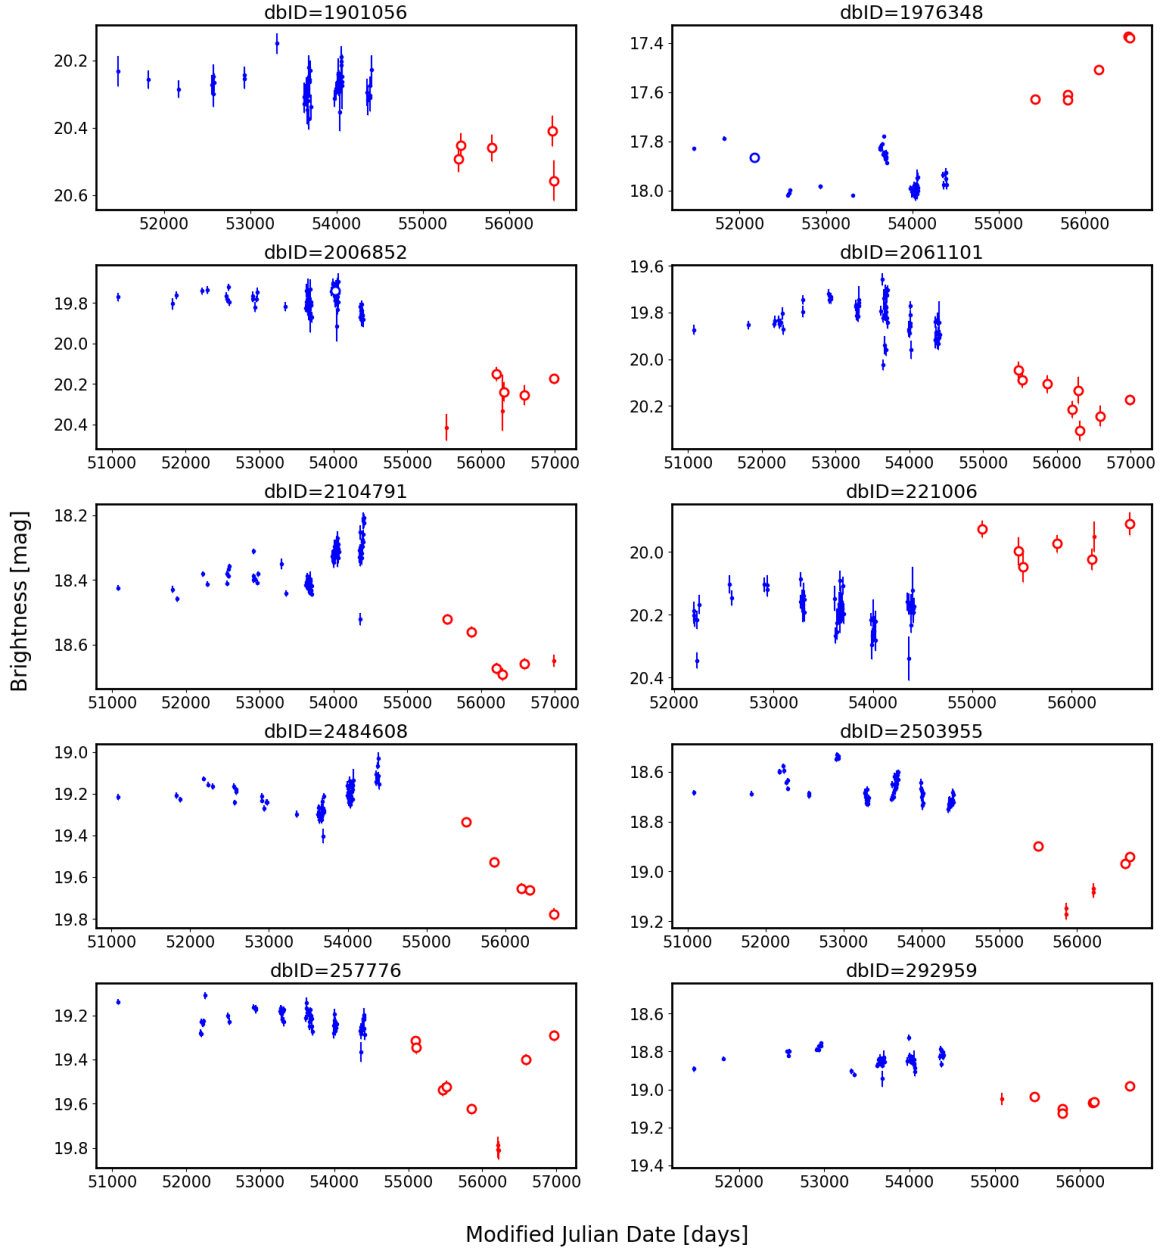 dbID=1901056
20.2
20.4
20.6
52000 53000 54000 55000 56000
dbID=1976348
17.4
17.6
17.8
18.0
52000 53000 54000 55000 56000
dbID=2006852
19.8
20.0
20.2
20.4
51000 52000 53000 54000 55000 56000 57000
dbID=2061101
19.6
19.8
20.0
20.2
51000 52000 53000 54000 55000 56000 57000
dbID=2104791
18.2
18.4
18.6
51000 52000 53000 54000 55000 56000 57000
dbID=221006
20.0
20.2
20.4
52000 53000 54000 55000 56000
Brightness [mag]
dbID=2484608
19.0
19.2
19.4
19.6
19.8
51000 52000 53000 54000 55000 56000
dbID=2503955
18.6
18.8
19.0
19.2
51000 52000 53000 54000 55000 56000
dbID=257776
19.2
19.4
19.6
19.8
51000 52000 53000 54000 55000 56000 57000
dbID=292959
18.6
18.8
19.0
19.2
19.4
52000 53000 54000 55000 56000
Modified Julian Date [days]